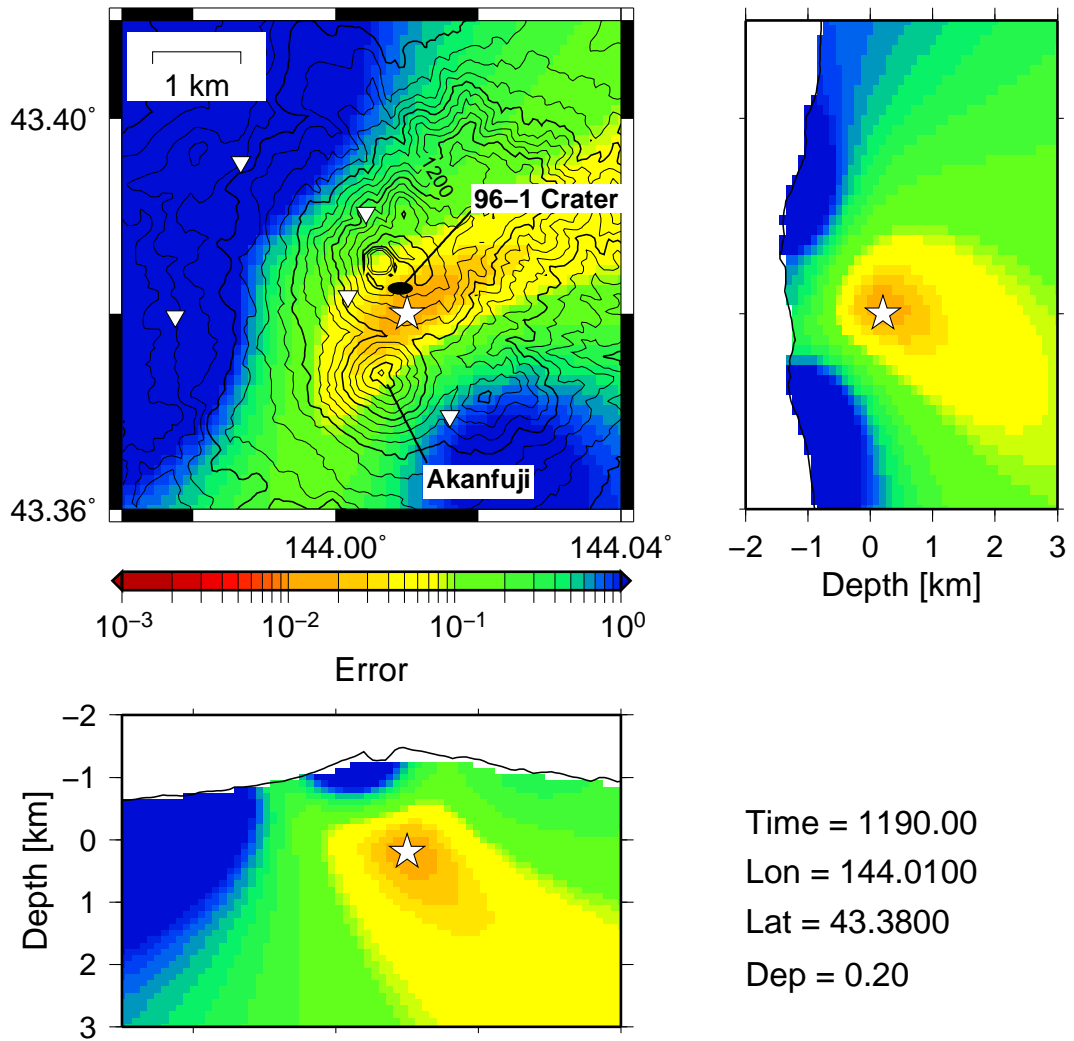 1 km
43.40°
1200
96−1 Crater
Akanfuji
43.36°
144.00°
144.04°
−2 −1 0 1 2 3
Depth [km]
10−3 10−2 10−1 100
Error
−2
−1
0
1
2
3
Depth [km]
Time = 1190.00
Lon = 144.0100
Lat = 43.3800
Dep = 0.20